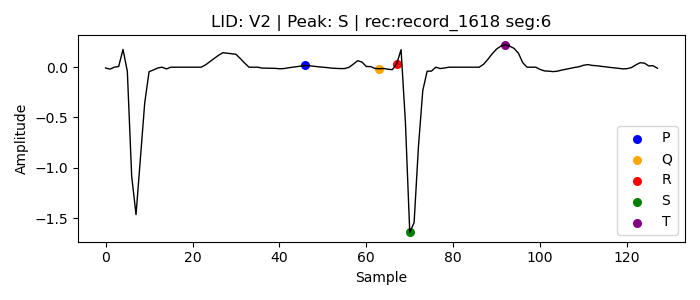 LID: V2 | Peak: S | rec:record_1618 seg:6
Amplitude
0.0
−0.5
−1.0
−1.5
P
Q
R
S
T
0
20
40
60
80
100
120
Sample